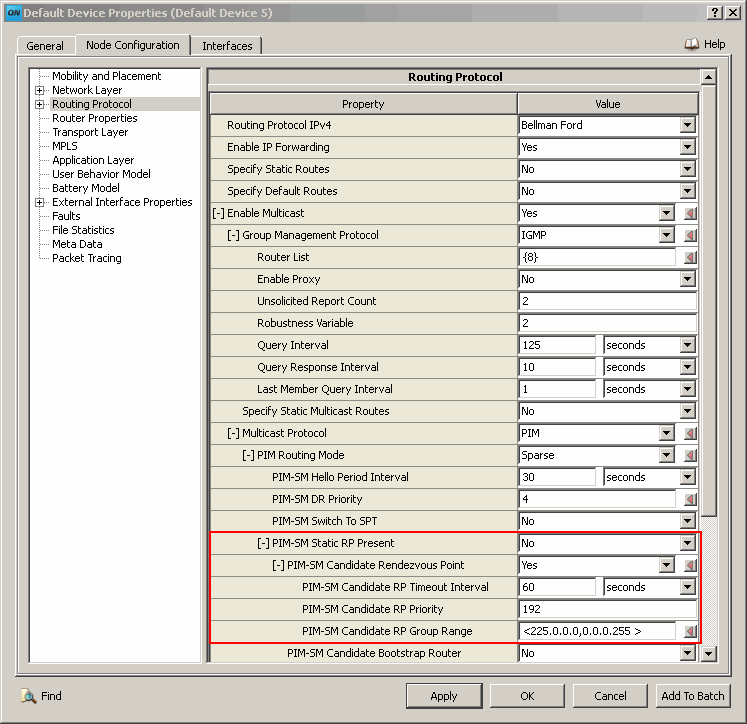 QN Default Device Properties (Default Device 5)
General Node Configuration Interfaces Help
Mobility and Placement
Network Layer
Routing Protocol
Router Properties
Transport Layer
MPLS
Application Layer
User Behavior Model
Battery Model
External Interface Properties
Faults
File Statistics
Meta Data
Packet Tracing
Routing Protocol
Property Value
Routing Protocol IPv4 Bellman Ford
Enable IP Forwarding Yes
Specify Static Routes No
Specify Default Routes No
[-] Enable Multicast Yes
[-] Group Management Protocol IGMP
Router List {8}
Enable Proxy No
Unsolicited Report Count 2
Robustness Variable 2
Query Interval 125 seconds
Query Response Interval 10 seconds
Last Member Query Interval 1 seconds
Specify Static Multicast Routes No
[-] Multicast Protocol PIM
[-] PIM Routing Mode Sparse
PIM-SM Hello Period Interval 30 seconds
PIM-SM DR Priority 4
PIM-SM Switch To SPT No
[-] PIM-SM Static RP Present No
[-] PIM-SM Candidate Rendezvous Point Yes
PIM-SM Candidate RP Timeout Interval 60 seconds
PIM-SM Candidate RP Priority 192
PIM-SM Candidate RP Group Range <225.0.0.0,0.0.0.255 >
PIM-SM Candidate Bootstrap Router No
Find Apply OK Cancel Add To Batch